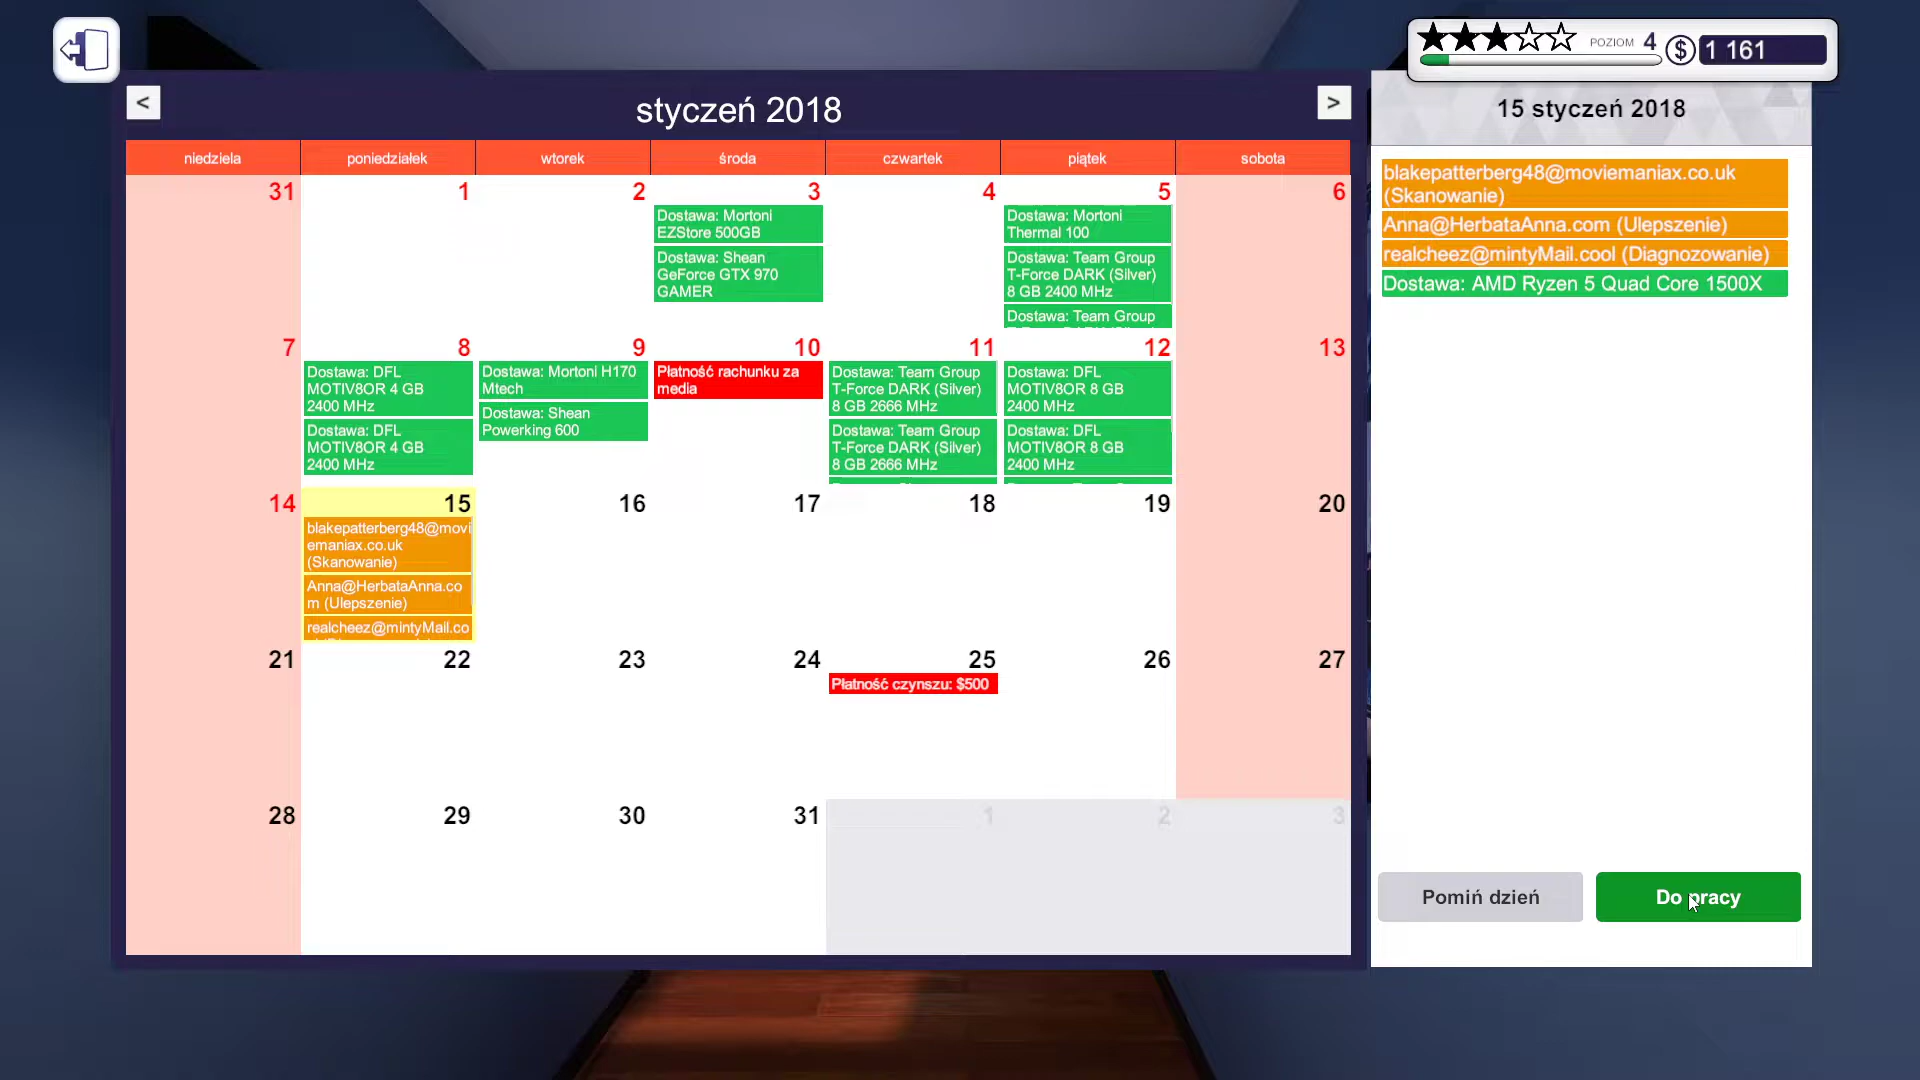 POZIOM 4
$ 1 161
<
styczeń 2018
>
niedziela
poniedziałek
wtorek
środa
czwartek
piątek
sobota
31
1
2
3
Dostawa: Mortoni
EZStore 500GB
Dostawa: Shean
GeForce GTX 970
GAMER
4
5
Dostawa: Mortoni
Thermal 100
Dostawa: Team Group
T-Force DARK (Silver)
8 GB 2400 MHz
Dostawa: Team Group
6
7
8
Dostawa: DFL
MOTIV8OR 4 GB
2400 MHz
Dostawa: DFL
MOTIV8OR 4 GB
2400 MHz
9
Dostawa: Mortoni H170
Mtech
Dostawa: Shean
Powerking 600
10
Płatność rachunku za
media
11
Dostawa: Team Group
T-Force DARK (Silver)
8 GB 2666 MHz
Dostawa: Team Group
T-Force DARK (Silver)
8 GB 2666 MHz
12
Dostawa: DFL
MOTIV8OR 8 GB
2400 MHz
Dostawa: DFL
MOTIV8OR 8 GB
2400 MHz
13
14
15
blakepatterberg48@movi
emaniax.co.uk
(Skanowanie)
Anna@HerbataAnna.co
m (Ulepszenie)
realcheez@mintyMail.co
16
17
18
19
20
21
22
23
24
25
Płatność czynszu: $500
26
27
28
29
30
31
1
2
3
15 styczeń 2018
blakepatterberg48@moviemaniax.co.uk
(Skanowanie)
Anna@HerbataAnna.com (Ulepszenie)
realcheez@mintyMail.cool (Diagnozowanie)
Dostawa: AMD Ryzen 5 Quad Core 1500X
Pomiń dzień
Do pracy